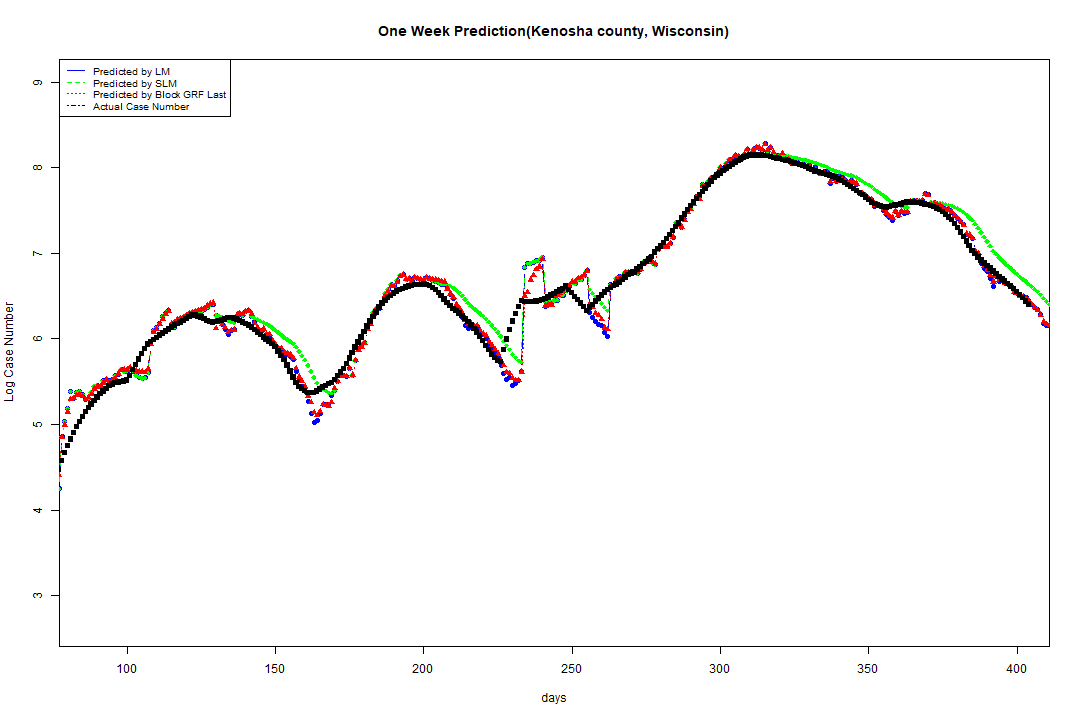 One Week Prediction(Kenosha county, Wisconsin)
Predicted by LM
Predicted by SLM
Predicted by Block GRF Last
Actual Case Number
9
8
7
6
5
4
3
Log Case Number
100 150 200 250 300 350 400
days